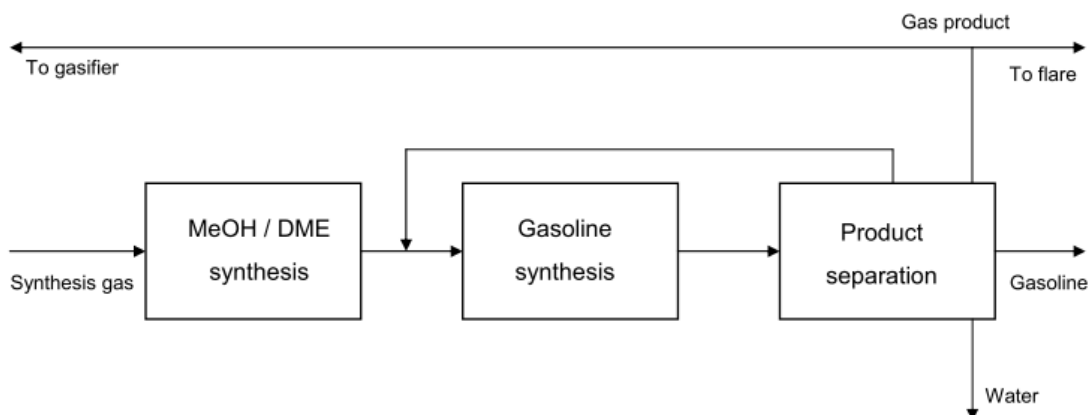 Gas product
To gasifier
To flare
MeOH / DME
synthesis
Gasoline
synthesis
Product
separation
Synthesis gas
Gasoline
Water